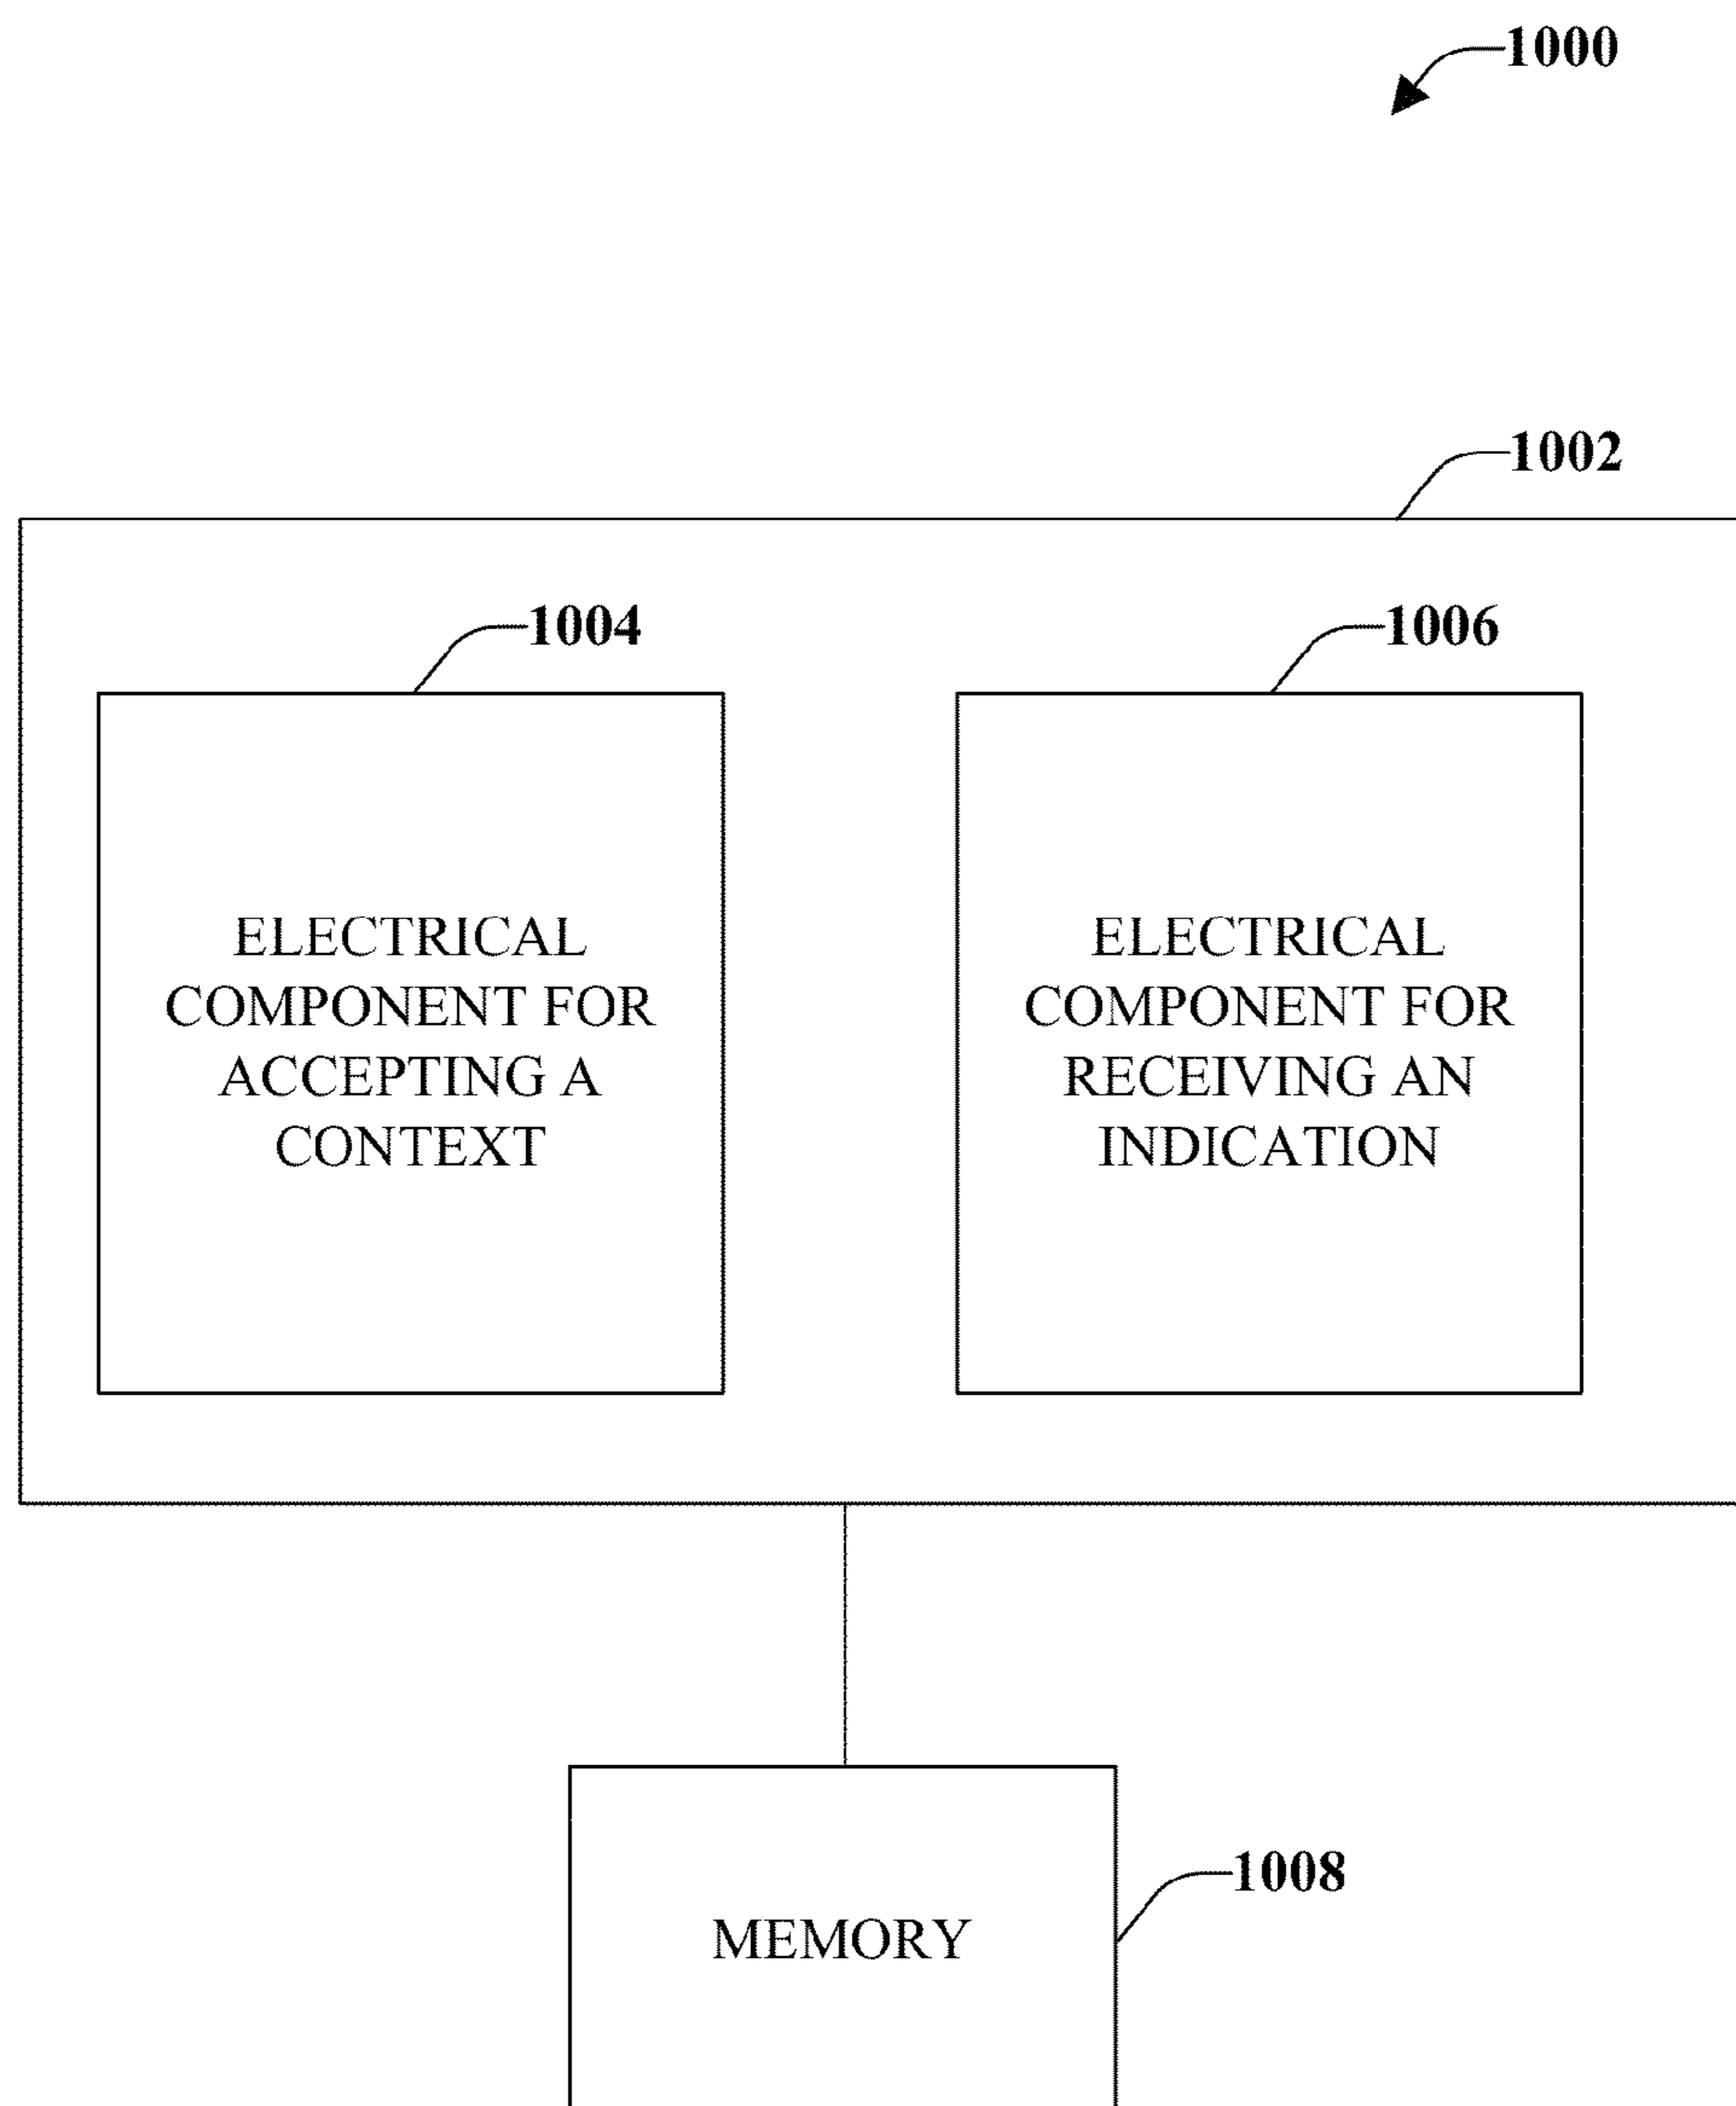 1000
1002
1004
1006
ELECTRICAL
COMPONENT FOR
ACCEPTING A
CONTEXT
ELECTRICAL
COMPONENT FOR
RECEIVING AN
INDICATION
1008
MEMORY